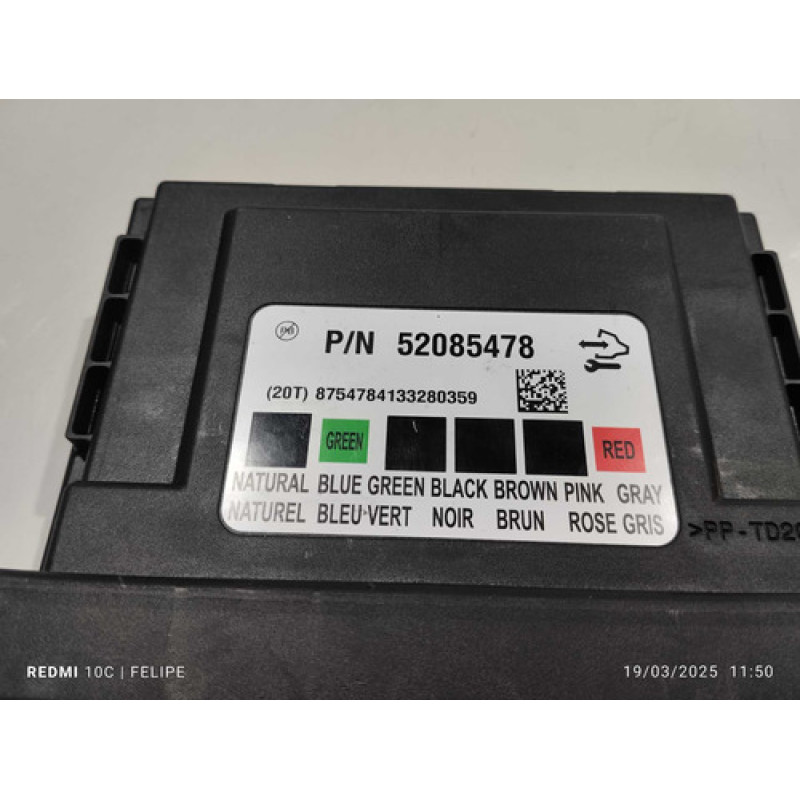 Pb
P/N 52085478
(20T) 8754784133280359
GREEN RED
NATURAL BLUE GREEN BLACK BROWN PINK GRAY
NATUREL BLEU VERT NOIR BRUN ROSE GRIS
>PP-TD20
REDMI 10C | FELIPE
19/03/2025 11:50